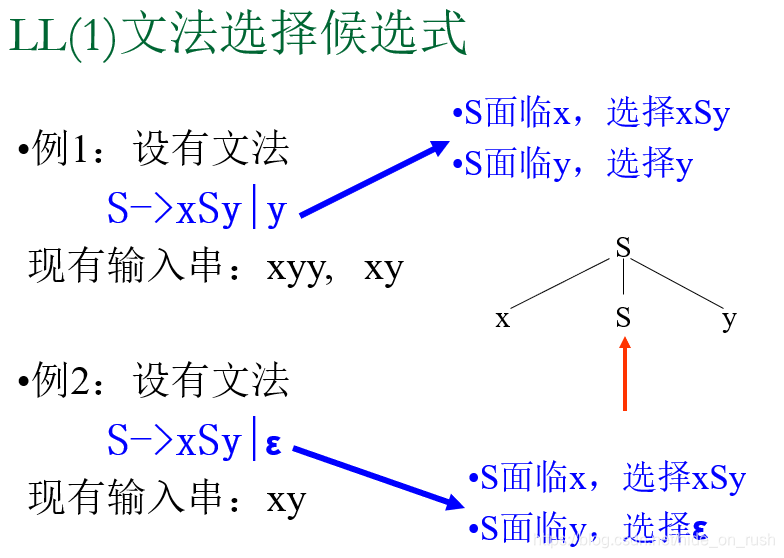 LL(1)文法选择候选式
•例1：设有文法
S->xSy|y
现有输入串：xyy, xy
•S面临x，选择xSy
•S面临y，选择y
S
x S y
•例2：设有文法
S->xSy|ε
现有输入串：xy
•S面临x，选择xSy
•S面临y，选择ε